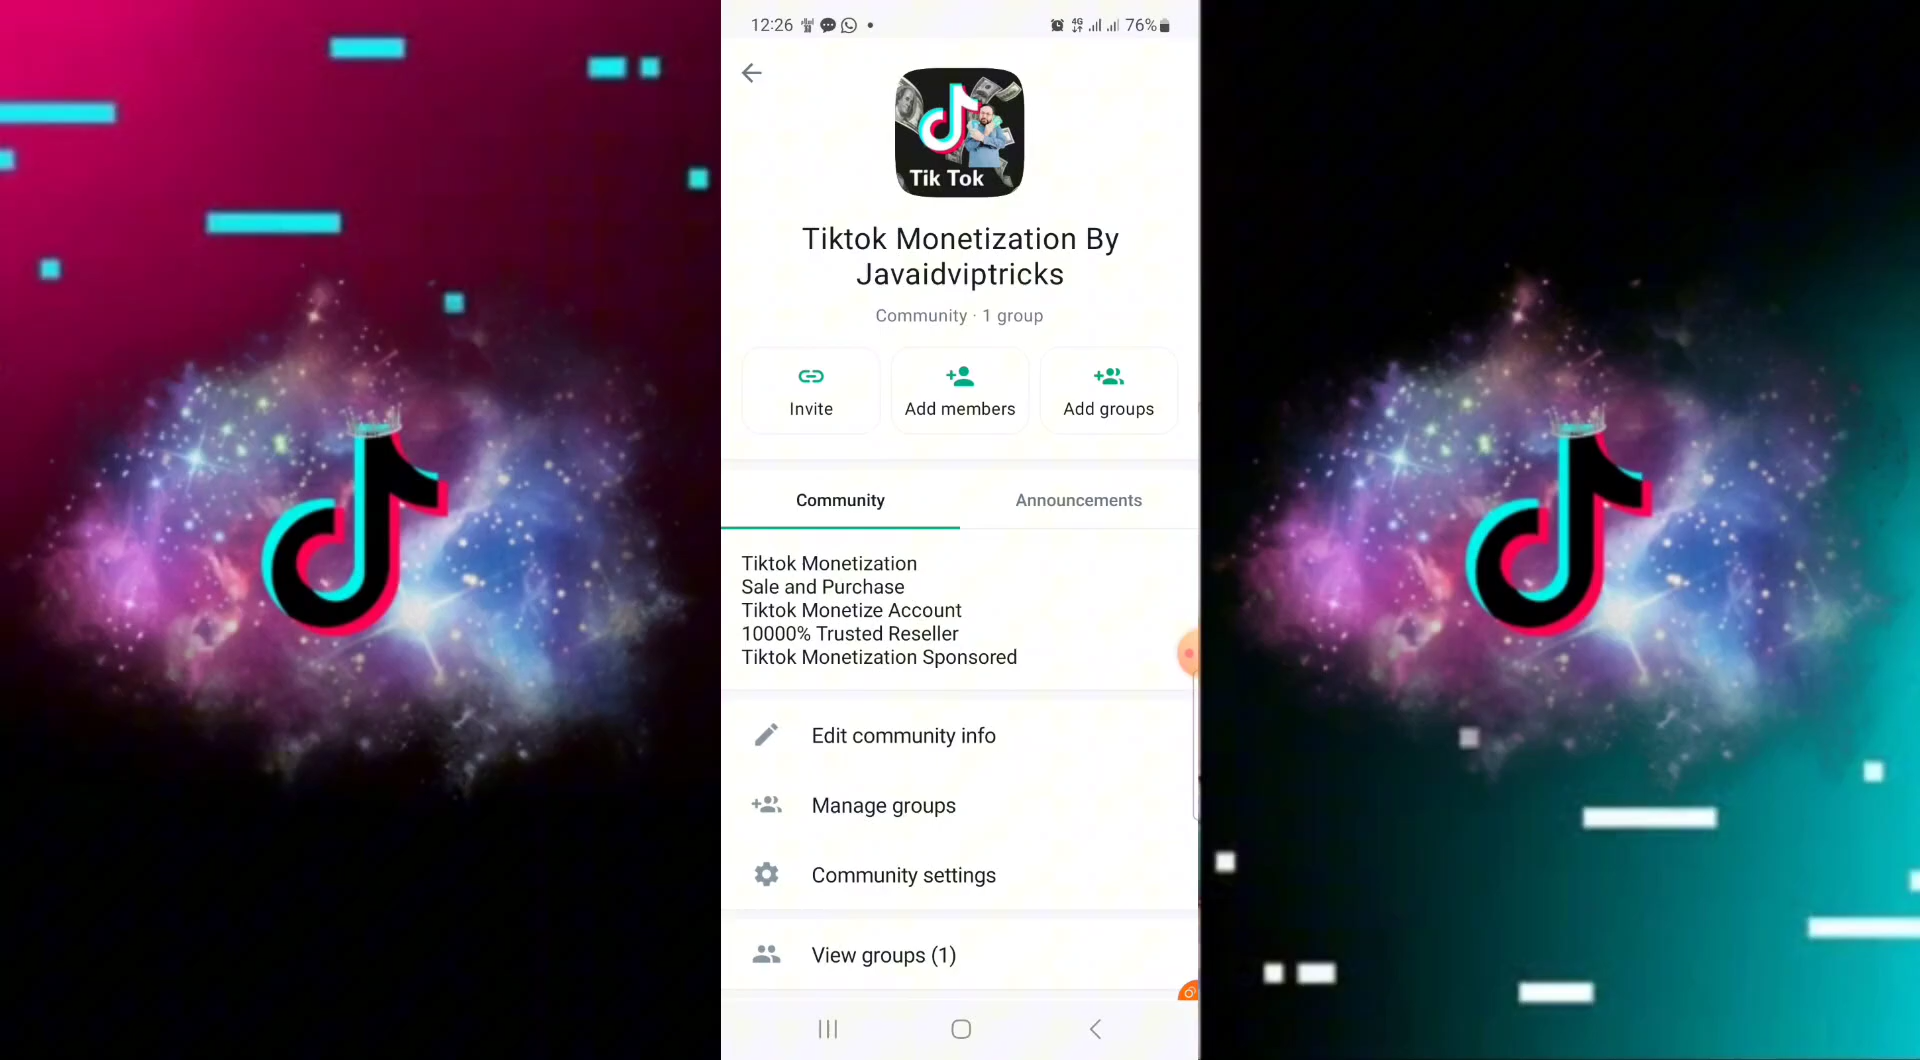 12:26
4G
76%
Tik Tok
Tiktok Monetization By
Javaidviptricks
Community · 1 group
Invite
Add members
Add groups
Community
Announcements
Tiktok Monetization
Sale and Purchase
Tiktok Monetize Account
10000% Trusted Reseller
Tiktok Monetization Sponsored
Edit community info
Manage groups
Community settings
View groups (1)